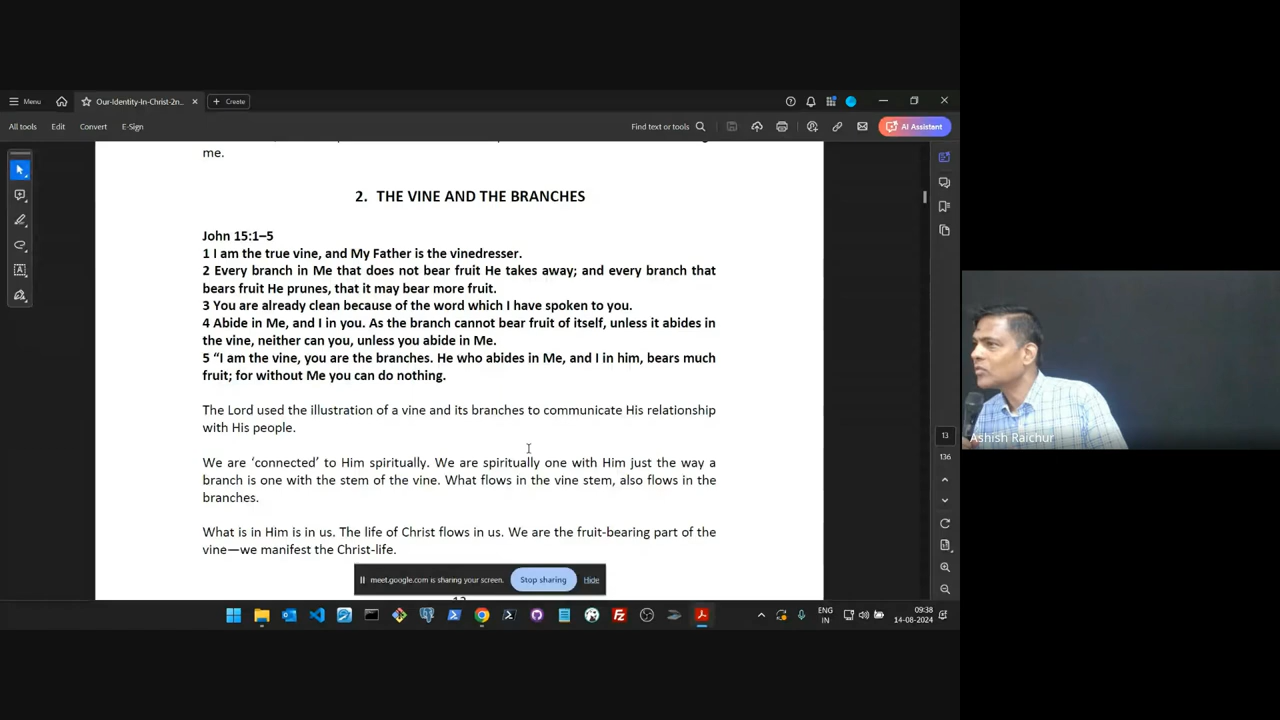 Menu
Our-Identity-In-Christ-2n...
Create
All tools
Edit
Convert
E-Sign
Find text or tools
AI Assistant
me.
2. THE VINE AND THE BRANCHES
John 15:1–5
1 I am the true vine, and My Father is the vinedresser.
2 Every branch in Me that does not bear fruit He takes away; and every branch that
bears fruit He prunes, that it may bear more fruit.
3 You are already clean because of the word which I have spoken to you.
4 Abide in Me, and I in you. As the branch cannot bear fruit of itself, unless it abides in
the vine, neither can you, unless you abide in Me.
5 “I am the vine, you are the branches. He who abides in Me, and I in him, bears much
fruit; for without Me you can do nothing.
The Lord used the illustration of a vine and its branches to communicate His relationship
with His people.
We are ‘connected’ to Him spiritually. We are spiritually one with Him just the way a
branch is one with the stem of the vine. What flows in the vine stem, also flows in the
branches.
What is in Him is in us. The life of Christ flows in us. We are the fruit-bearing part of the
vine—we manifest the Christ-life.
13
136
Ashish Raichur
meet.google.com is sharing your screen.
Stop sharing
Hide
ENG
IN
09:38
14-08-2024